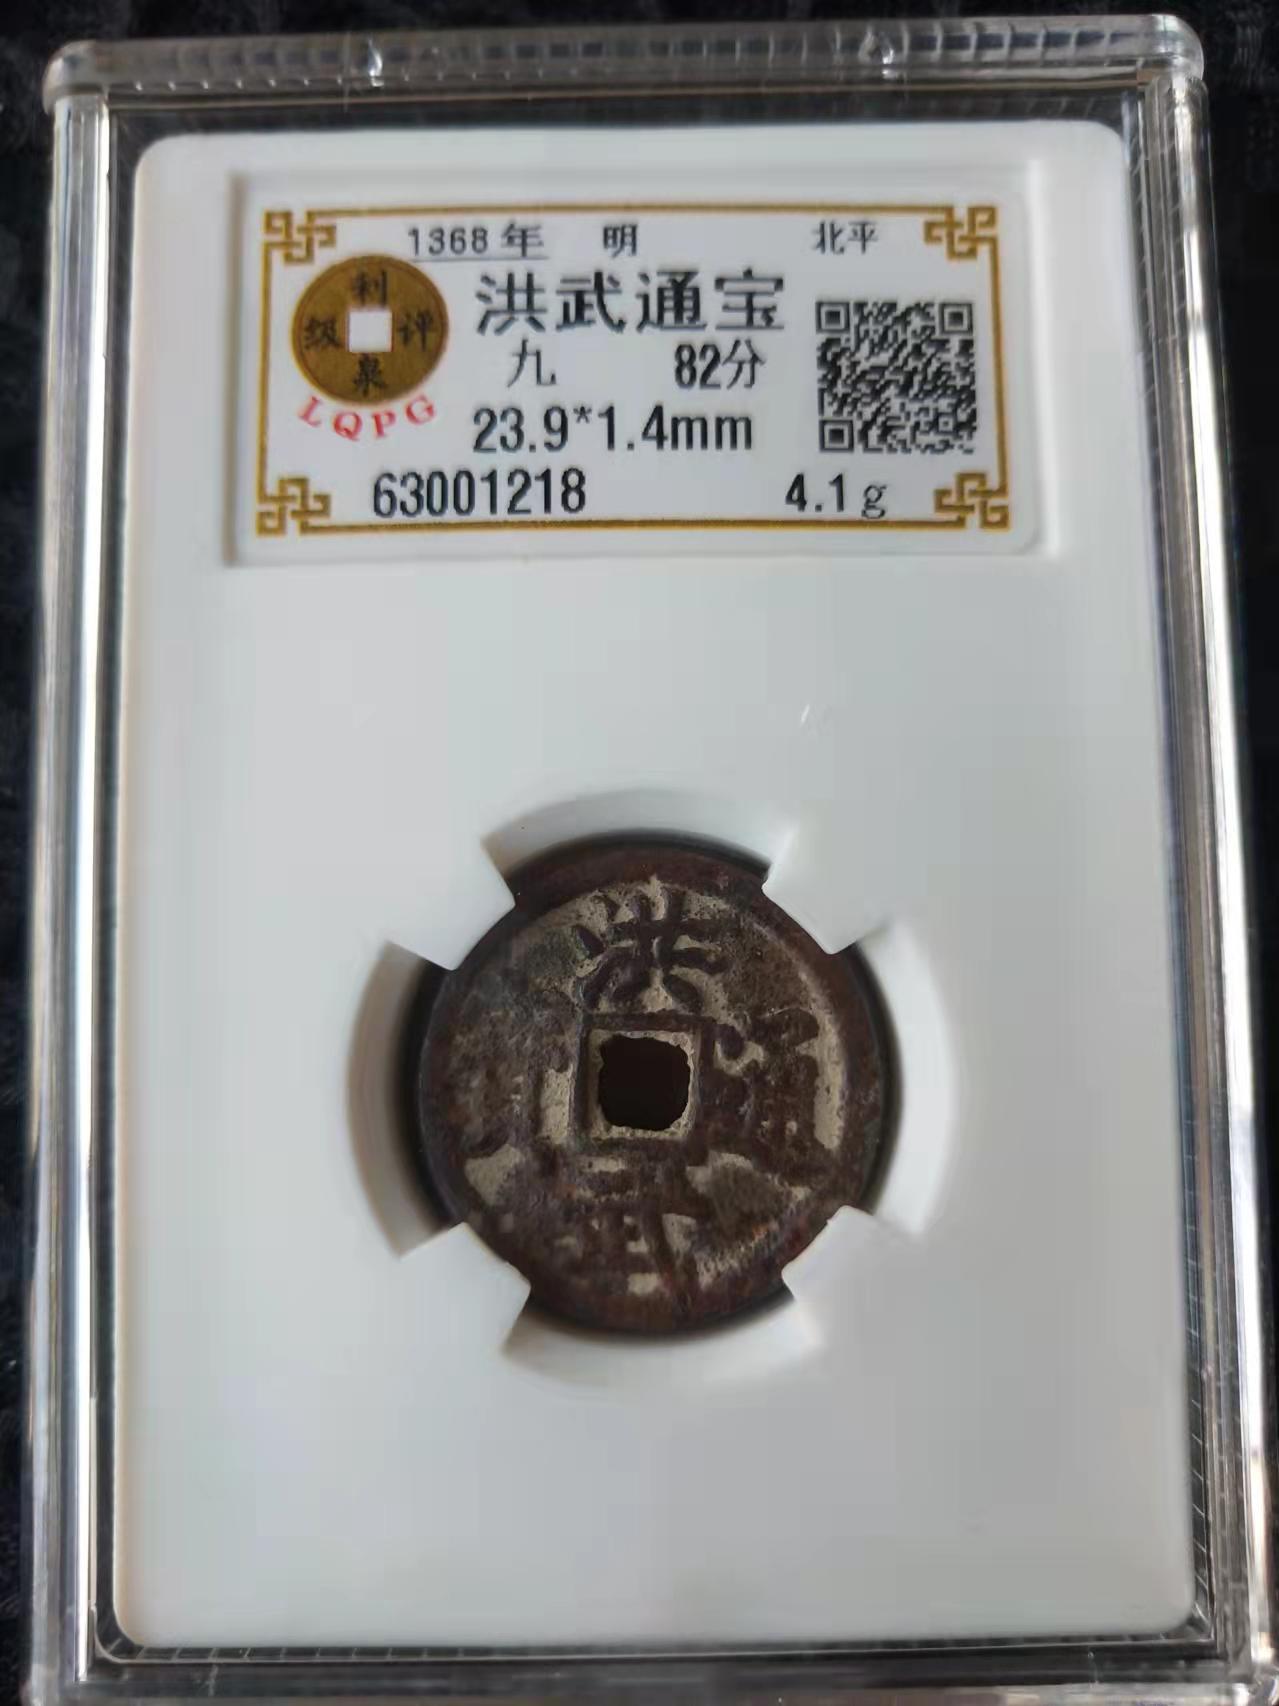 1368年 明 北平
利泉评级
LQPG
洪武通宝
九 82分
23.9*1.4mm
63001218 4.1g
洪武通